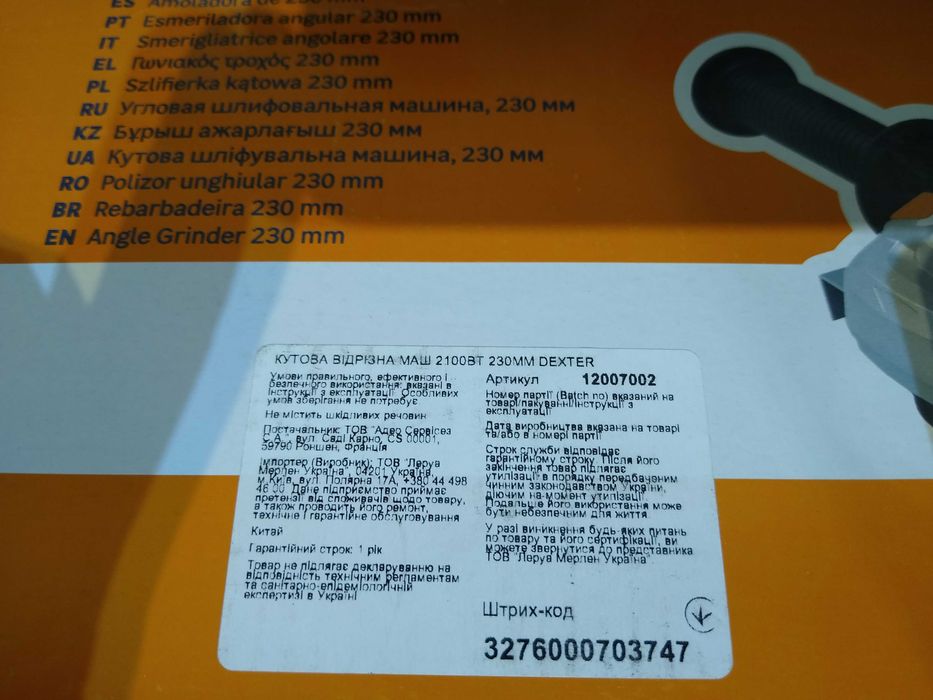 ES Amoladora de 230 mm
PT Esmeriladora angular 230 mm
IT Smerigliatrice angolare 230 mm
EL Γωνιακός τροχός 230 mm
PL Szlifierka kątowa 230 mm
RU Угловая шлифовальная машина, 230 мм
KZ Бұрыш ажарлағыш 230 мм
UA Кутова шліфувальна машина, 230 мм
RO Polizor unghiular 230 mm
BR Rebarbadeira 230 mm
EN Angle Grinder 230 mm
КУТОВА ВІДРІЗНА МАШ 2100ВТ 230ММ DEXTER
Умови правильного, ефективного і
безпечного використання: вказані в
інструкції з експлуатації. Особливих
умов зберігання не потребує
Не містить шкідливих речовин
Постачальник: ТОВ "Адео Сервісез
С.А.", вул. Саді Карно, CS 00001,
59790 Роншен, Франція
Імпортер (Виробник): ТОВ "Леруа
Мерлен Україна", 04201 Україна,
м.Київ, вул. Полярна 17А, +380 44 498
46 00. Дане підприємство приймає
претензії від споживачів щодо товару,
а також проводить його ремонт,
технічне і гарантійне обслуговування
Китай
Гарантійний строк: 1 рік
Товар не підлягає декларуванню на
відповідність технічним регламентам
та санітарно-епідеміологічній
експертизі в Україні
Артикул 12007002
Номер партії (Batch no) вказаний на
товарі/пакуванні/інструкції з
експлуатації
Дата виробництва вказана на товарі
та/або в номері партії
Строк служби відповідає
гарантійному строку. Після його
закінчення товар підлягає
утилізації в порядку передбаченим
чинним законодавством України,
діючим на момент утилізації.
Подальше його використання може
бути небезпечним для життя.
У разі виникнення будь-яких питань
по товару та його сертифікації, ви
можете звернутися до представника
ТОВ "Леруа Мерлен Україна"
Штрих-код
3276000703747